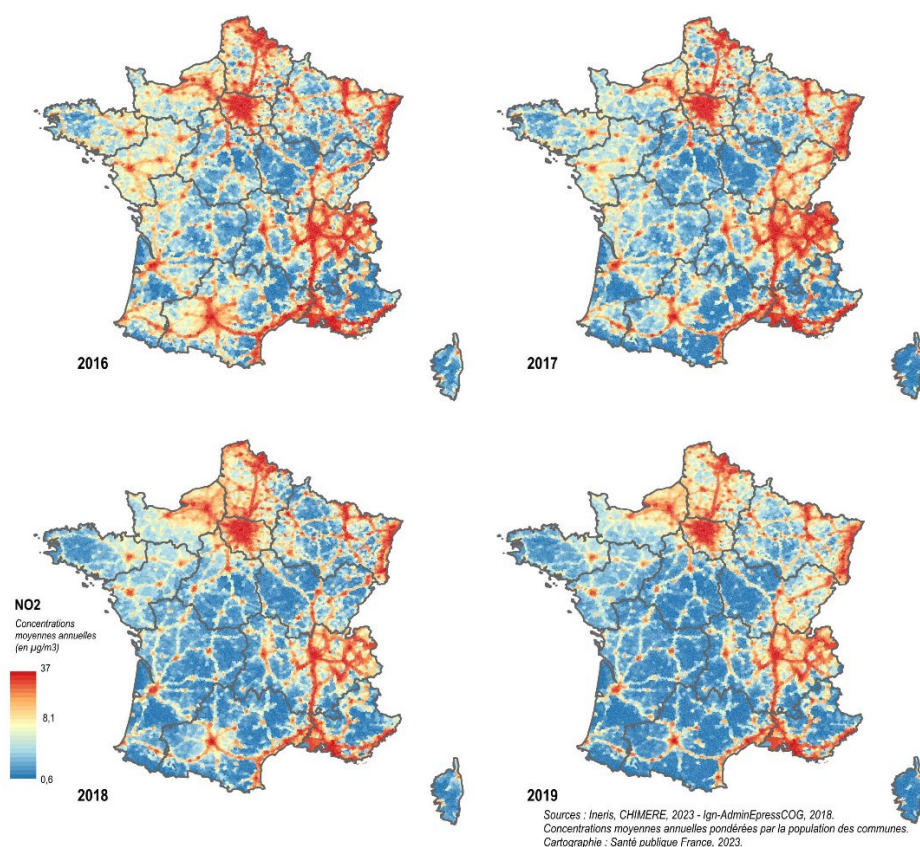 2016
2017
NO2
Concentrations
moyennes annuelles
(en µg/m3)
37
8,1
0,6
2018
2019
Sources : Ineris, CHIMERE, 2023 - Ign-AdminEpressCOG, 2018.
Concentrations moyennes annuelles pondérées par la population des communes.
Cartographie : Santé publique France, 2023.